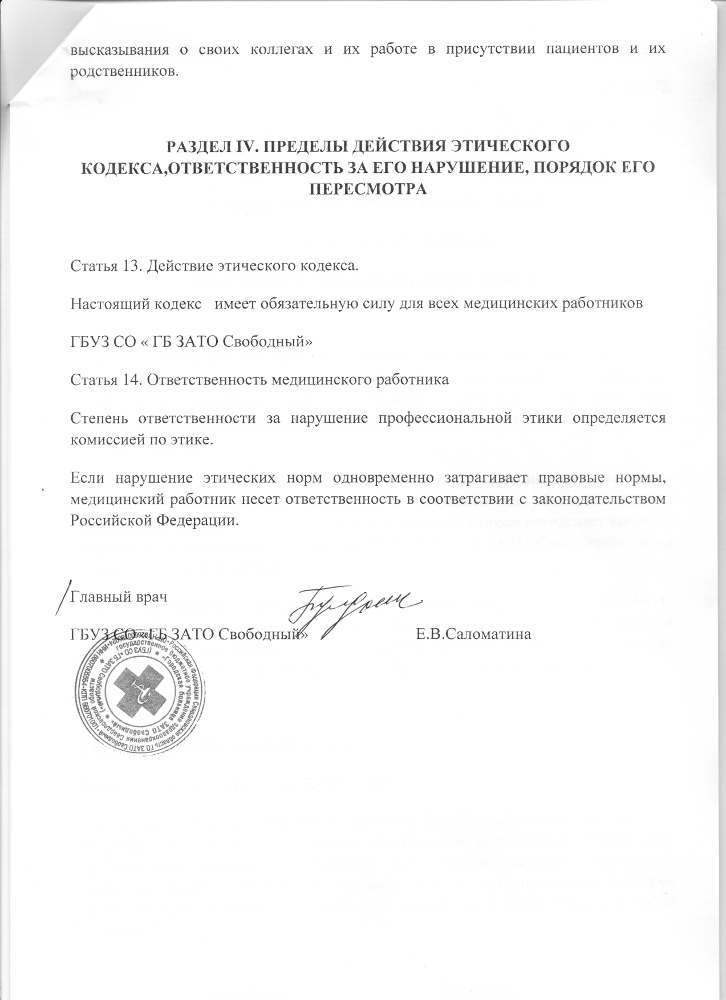 высказывания о своих коллегах и их работе в присутствии пациентов и их
родственников.
РАЗДЕЛ IV. ПРЕДЕЛЫ ДЕЙСТВИЯ ЭТИЧЕСКОГО
КОДЕКСА,ОТВЕТСТВЕННОСТЬ ЗА ЕГО НАРУШЕНИЕ, ПОРЯДОК ЕГО
ПЕРЕСМОТРА
Статья 13. Действие этического кодекса.
Настоящий кодекс имеет обязательную силу для всех медицинских работников
ГБУЗ СО « ГБ ЗАТО Свободный»
Статья 14. Ответственность медицинского работника
Степень ответственности за нарушение профессиональной этики определяется
комиссией по этике.
Если нарушение этических норм одновременно затрагивает правовые нормы,
медицинский работник несет ответственность в соответствии с законодательством
Российской Федерации.
Главный врач
ГБУЗ СО « ГБ ЗАТО Свободный» Е.В.Саломатина
Российская Федерация Свердловская область ГО ЗАТО Свободный
государственное бюджетное учреждение здравоохранения Свердловской области
«Городская больница ЗАТО Свободный»
(ГБУЗ СО «ГБ ЗАТО Свободный»)